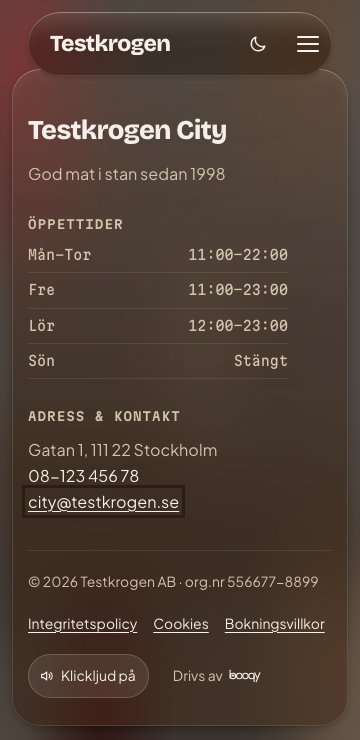 Testkrogen
Testkrogen City
God mat i stan sedan 1998
ÖPPETTIDER
Mån–Tor 11:00–22:00
Fre 11:00–23:00
Lör 12:00–23:00
Sön Stängt
ADRESS & KONTAKT
Gatan 1, 111 22 Stockholm
08-123 456 78
city@testkrogen.se
© 2026 Testkrogen AB · org.nr 556677-8899
Integritetspolicy Cookies Bokningsvillkor
Klickljud på Drivs av booqy